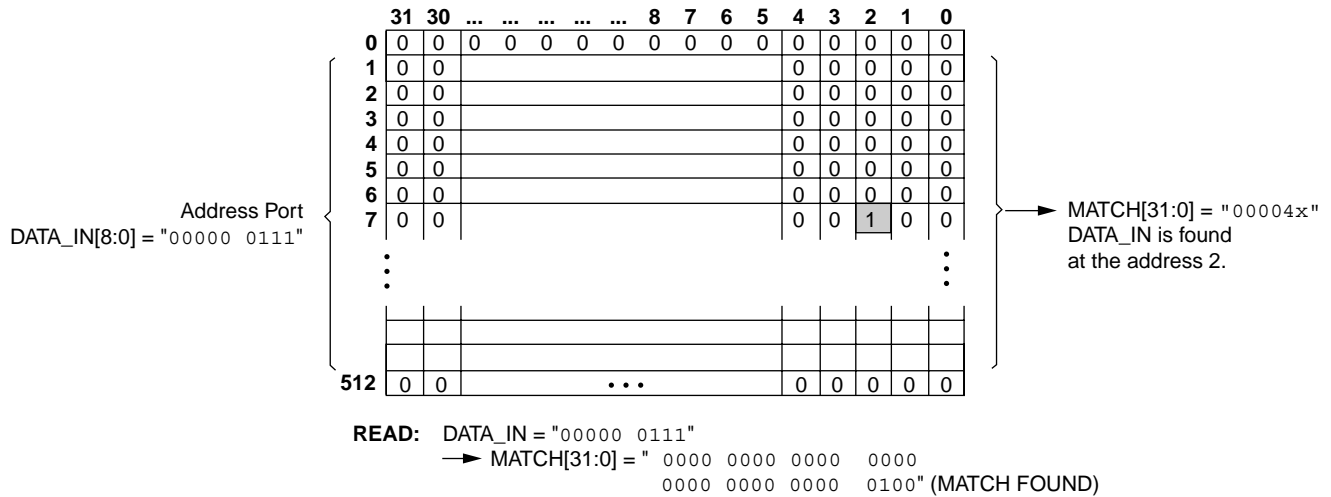 31 30 ... ... ... ... ... 8 7 6 5 4 3 2 1 0
0 0 0 0 0 0 0 0 0 0 0 0 0 0 0 0 0
1 0 0 0 0 0 0 0
2 0 0 0 0 0 0 0
3 0 0 0 0 0 0 0
4 0 0 0 0 0 0 0
5 0 0 0 0 0 0 0
6 0 0 0 0 0 0 0
7 0 0 0 0 1 0 0
512 0 0 • • • 0 0 0 0 0
Address Port
DATA_IN[8:0] = "00000 0111"
MATCH[31:0] = "00004x"
DATA_IN is found
at the address 2.
READ: DATA_IN = "00000 0111"
MATCH[31:0] = " 0000 0000 0000 0000
0000 0000 0000 0100" (MATCH FOUND)